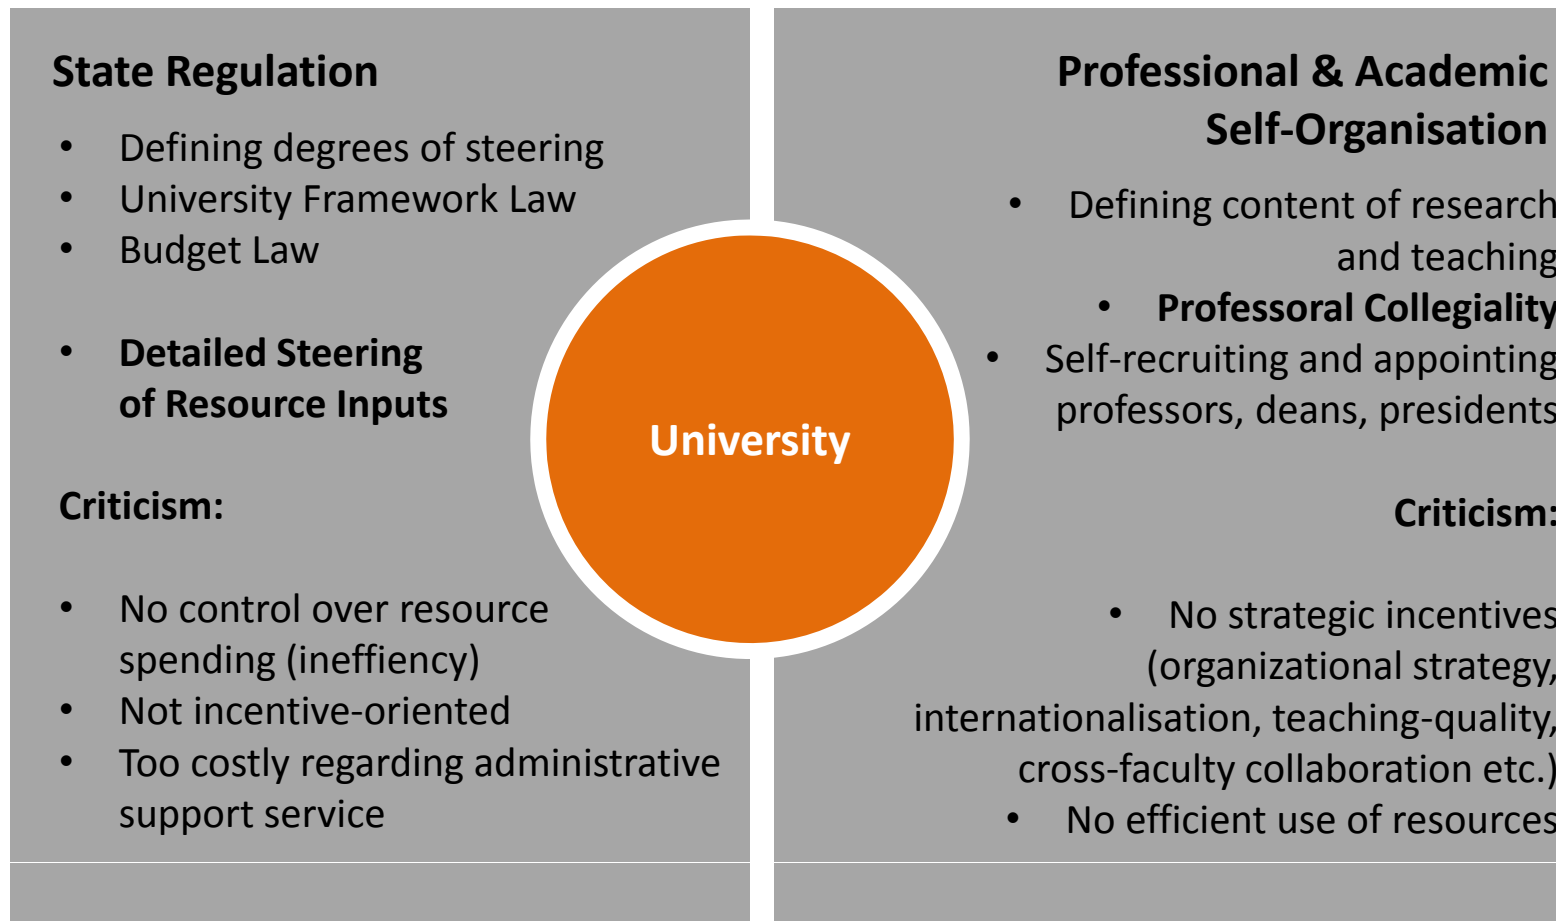 State Regulation
• Defining degrees of steering
• University Framework Law
• Budget Law
• Detailed Steering
of Resource Inputs
Criticism:
• No control over resource
spending (ineffiency)
• Not incentive-oriented
• Too costly regarding administrative
support service
University
Professional & Academic
Self-Organisation
• Defining content of research
and teaching
• Professoral Collegiality
• Self-recruiting and appointing
professors, deans, presidents
Criticism:
• No strategic incentives
(organizational strategy,
internationalisation, teaching-quality,
cross-faculty collaboration etc.)
• No efficient use of resources